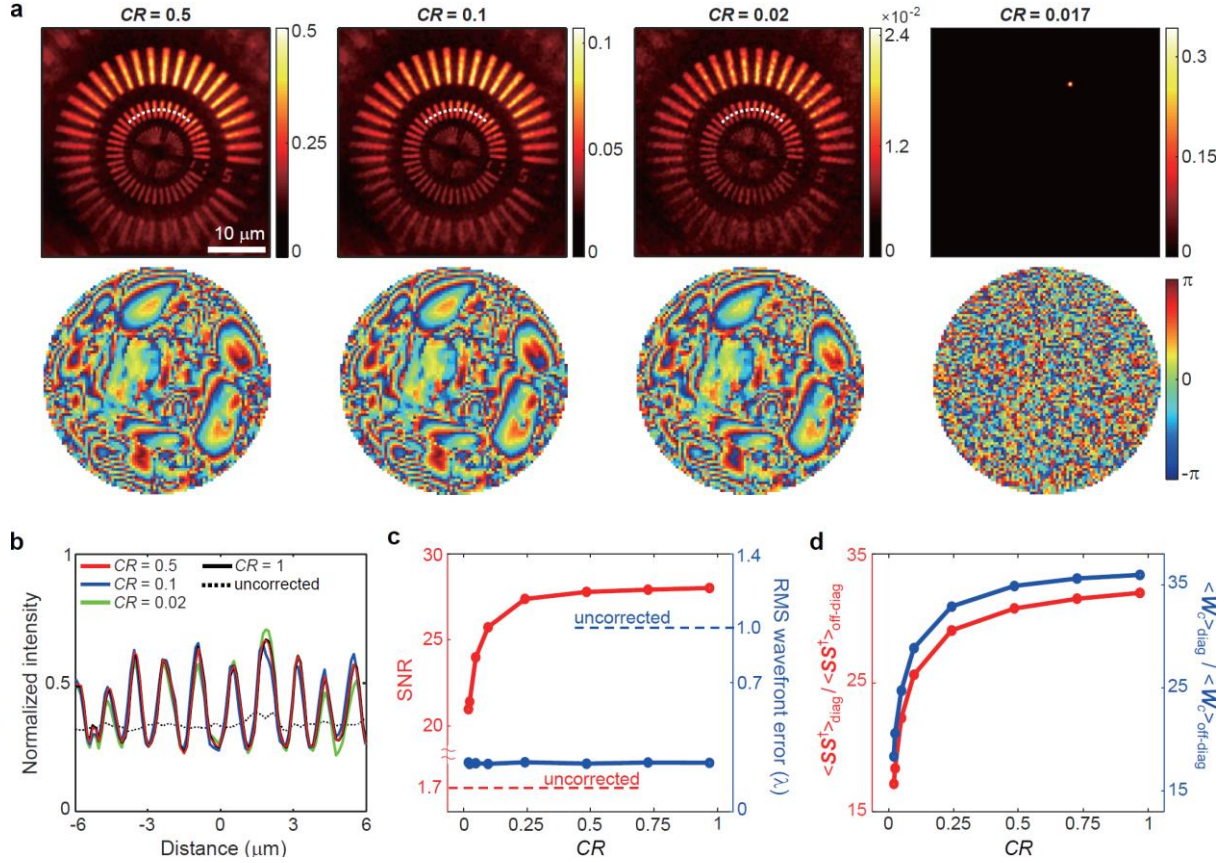 a
CR = 0.5
CR = 0.1
CR = 0.02
CR = 0.017
0.5
0.25
0
0.1
0.05
0
×10⁻²
2.4
1.2
0
0.3
0.15
0
10 μm
5
5
5
π
0
-π
b
1
0.5
0
Normalized intensity
CR = 0.5
CR = 1
CR = 0.1
uncorrected
CR = 0.02
-6
-3
0
3
6
Distance (μm)
c
30
25
20
1.7
SNR
uncorrected
uncorrected
1.4
1.0
0.7
0
RMS wavefront error (λ)
0
0.25
0.5
0.75
1
CR
d
35
25
15
<SS†>diag / <SS†>off-diag
35
25
15
<Wc>diag / <Wc>off-diag
0
0.25
0.5
0.75
1
CR